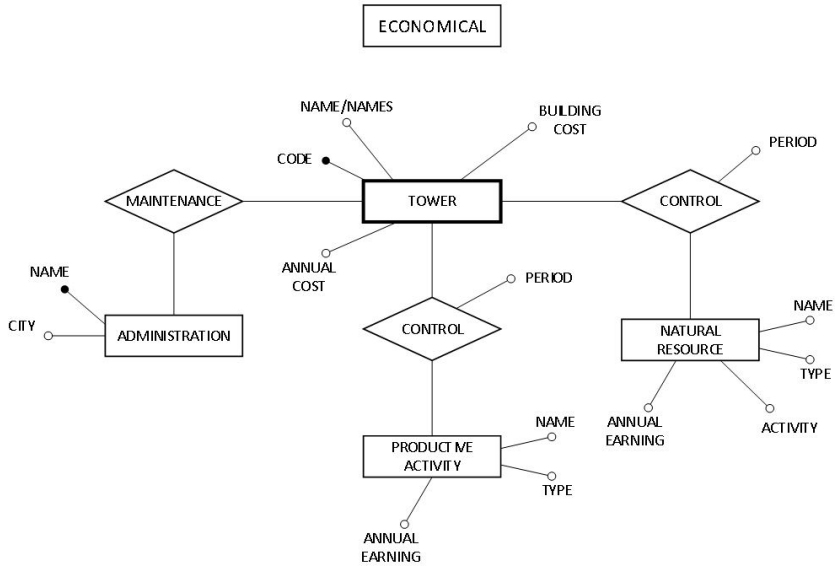 ECONOMICAL
NAME/NAMES
BUILDING
COST
CODE
PERIOD
MAINTENANCE
TOWER
CONTROL
ANNUAL
COST
NAME
CITY
ADMINISTRATION
PERIOD
CONTROL
NATURAL
RESOURCE
NAME
TYPE
ANNUAL
EARNING
ACTIVITY
PRODUCTIVE
ACTIVITY
NAME
TYPE
ANNUAL
EARNING